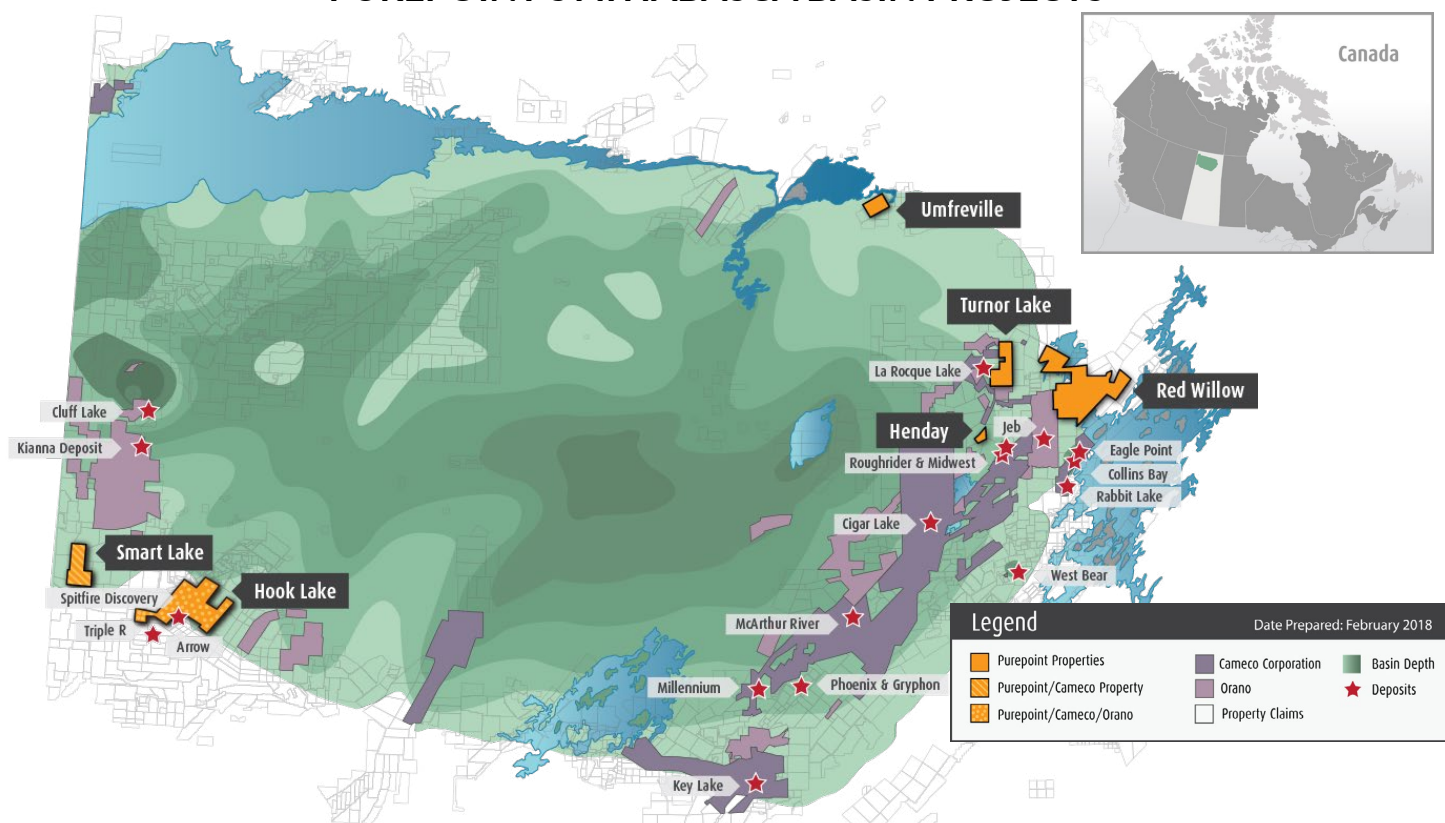 Canada
Umfreville
Turnor Lake
La Rocque Lake
Red Willow
Cluff Lake
Henday
Jeb
Kianna Deposit
Eagle Point
Roughrider & Midwest
Collins Bay
Rabbit Lake
Cigar Lake
Smart Lake
West Bear
Hook Lake
Spitfire Discovery
McArthur River
Triple R
Arrow
Millennium
Phoenix & Gryphon
Key Lake
Legend
Date Prepared: February 2018
Purepoint Properties
Purepoint/Cameco Property
Purepoint/Cameco/Orano
Cameco Corporation
Orano
Property Claims
Basin Depth
Deposits